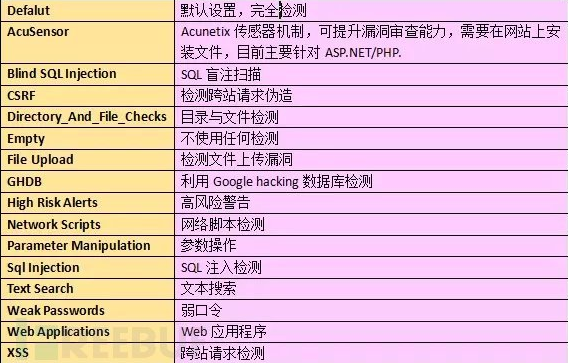 Defalut 默认设置，完全检测
AcuSensor Acunetix 传感器机制，可提升漏洞审查能力，需要在网站上安
装文件，目前主要针对 ASP.NET/PHP.
Blind SQL Injection SQL 盲注扫描
CSRF 检测跨站请求伪造
Directory_And_File_Checks 目录与文件检测
Empty 不使用任何检测
File Upload 检测文件上传漏洞
GHDB 利用 Google hacking 数据库检测
High Risk Alerts 高风险警告
Network Scripts 网络脚本检测
Parameter Manipulation 参数操作
Sql Injection SQL 注入检测
Text Search 文本搜索
Weak Passwords 弱口令
Web Applications Web 应用程序
XSS 跨站请求检测